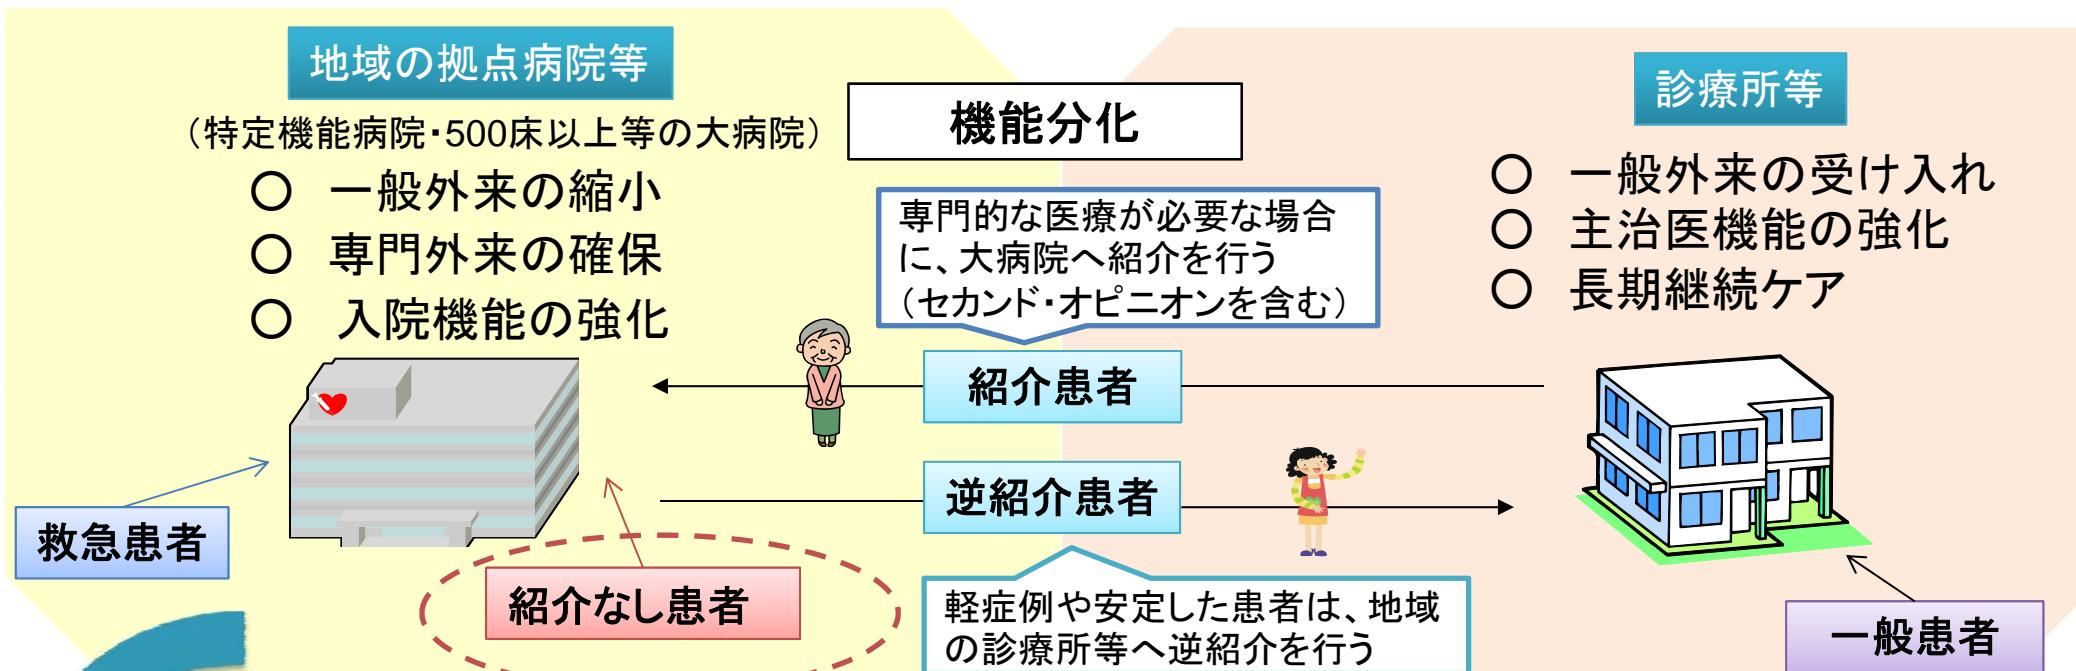 地域の拠点病院等
（特定機能病院・500床以上等の大病院）
○ 一般外来の縮小
○ 専門外来の確保
○ 入院機能の強化
機能分化
診療所等
○ 一般外来の受け入れ
○ 主治医機能の強化
○ 長期継続ケア
専門的な医療が必要な場合
に、大病院へ紹介を行う
（セカンド・オピニオンを含む）
紹介患者
逆紹介患者
救急患者
紹介なし患者
軽症例や安定した患者は、地域
の診療所等へ逆紹介を行う
一般患者